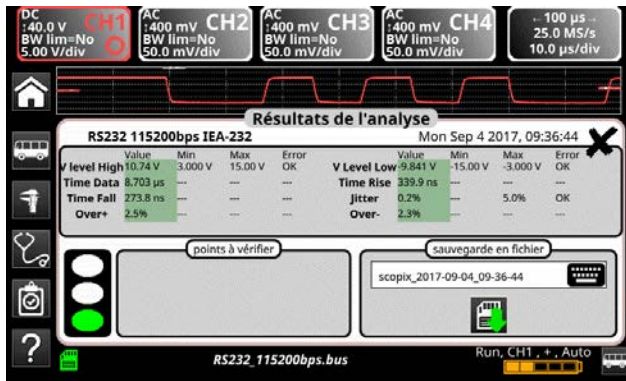 DC
÷40.0 V CH1
BW lim=No
5.00 V/div
AC
÷400 mV CH2
BW lim=No
50.0 mV/div
AC
÷400 mV CH3
BW lim=No
50.0 mV/div
AC
÷400 mV CH4
BW lim=No
50.0 mV/div
←100 µs→
25.0 MS/s
10.0 µs/div
Résultats de l'analyse
RS232 115200bps IEA-232 Mon Sep 4 2017, 09:36:44
Value Min Max Error Value Min Max Error
V level High 10.74 V 3.000 V 15.00 V OK V Level Low -9.841 V -15.00 V -3.000 V OK
Time Data 8.703 µs --- --- --- Time Rise 339.9 ns --- --- ---
Time Fall 273.8 ns --- --- --- Jitter 0.2% --- 5.0% OK
Over+ 2.5% --- --- --- Over- 2.3% --- --- ---
points à vérifier
sauvegarde en fichier
scopix_2017-09-04_09-36-44
RS232_115200bps.bus
Run, CH1 , + , Auto
?